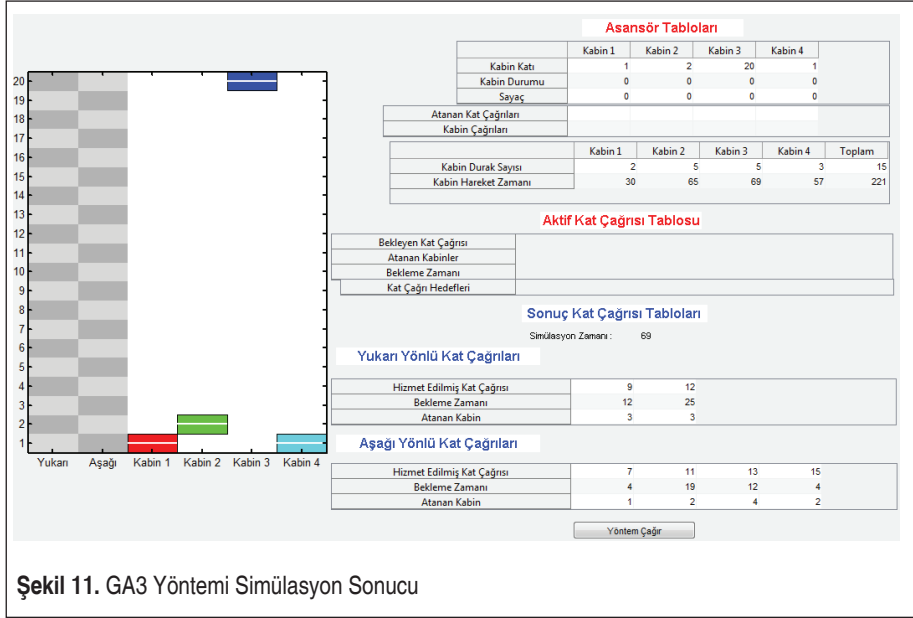 Asansör Tabloları
Kabin 1 Kabin 2 Kabin 3 Kabin 4
Kabin Katı 1 2 20 1
Kabin Durumu 0 0 0 0
Sayaç 0 0 0 0
Atanan Kat Çağrıları
Kabin Çağrıları
Kabin 1 Kabin 2 Kabin 3 Kabin 4 Toplam
Kabin Durak Sayısı 2 5 5 3 15
Kabin Hareket Zamanı 30 65 69 57 221
Aktif Kat Çağrısı Tablosu
Bekleyen Kat Çağrısı
Atanan Kabinler
Bekleme Zamanı
Kat Çağrı Hedefleri
Sonuç Kat Çağrısı Tabloları
Simülasyon Zamanı : 69
Yukarı Yönlü Kat Çağrıları
Hizmet Edilmiş Kat Çağrısı 9 12
Bekleme Zamanı 12 25
Atanan Kabin 3 3
Aşağı Yönlü Kat Çağrıları
Hizmet Edilmiş Kat Çağrısı 7 11 13 15
Bekleme Zamanı 4 19 12 4
Atanan Kabin 1 2 4 2
Yöntem Çağır
20
19
18
17
16
15
14
13
12
11
10
9
8
7
6
5
4
3
2
1
Yukarı Aşağı Kabin 1 Kabin 2 Kabin 3 Kabin 4
Şekil 11. GA3 Yöntemi Simülasyon Sonucu